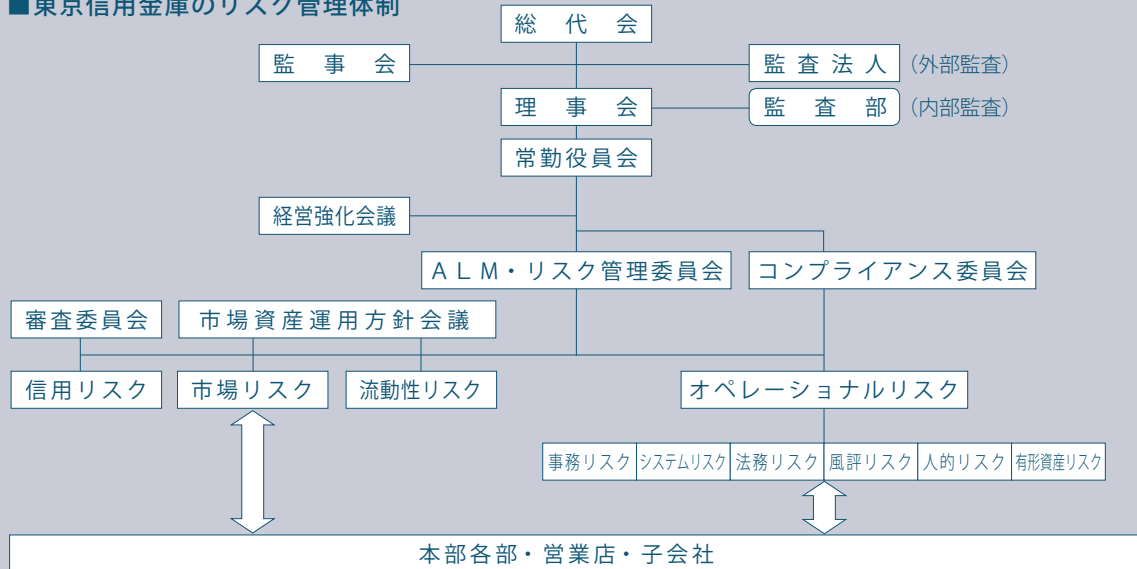 ■東京信用金庫のリスク管理体制
総代会
監事会
監査法人 (外部監査)
理事会
監査部 (内部監査)
常勤役員会
経営強化会議
ALM・リスク管理委員会
コンプライアンス委員会
審査委員会
市場資産運用方針会議
信用リスク
市場リスク
流動性リスク
オペレーショナルリスク
事務リスク
システムリスク
法務リスク
風評リスク
人的リスク
有形資産リスク
本部各部・営業店・子会社